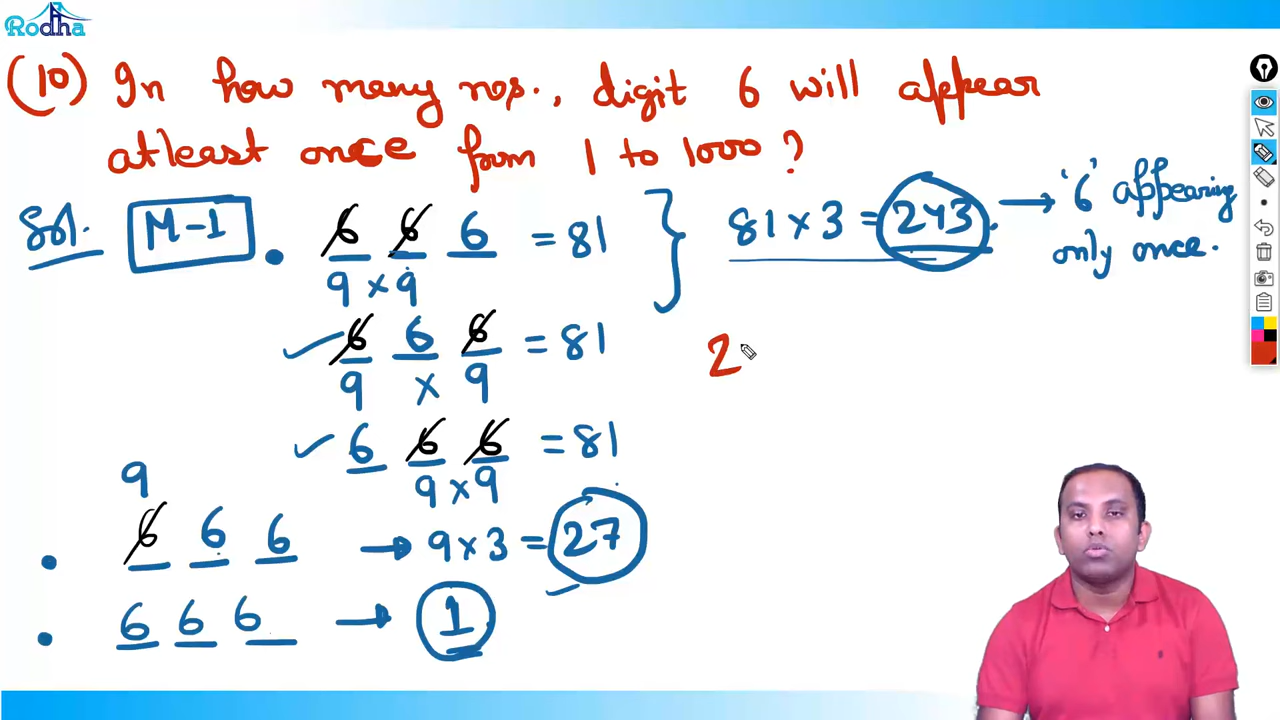 Rodha
(10) In how many nos., digit 6 will appear
atleast once from 1 to 1000 ?
Sol. M-1 • 6 6 6 = 81
9 × 9
} 81 × 3 = 243 → '6' appearing
only once.
✓ 6 6 6 = 81
9 × 9
2
✓ 6 6 6 = 81
9 × 9
9
• 6 6 6 → 9 × 3 = 27
• 6 6 6 → 1